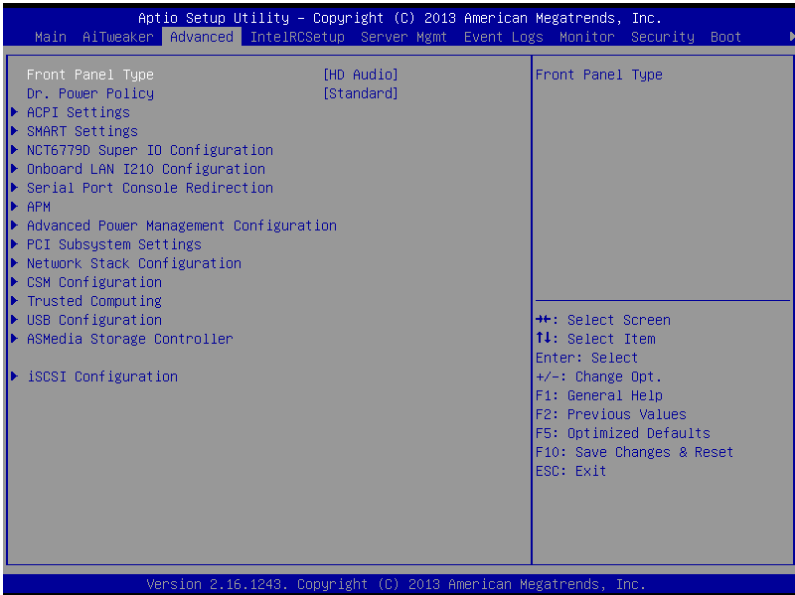 Aptio Setup Utility – Copyright (C) 2013 American Megatrends, Inc.
Main AiTweaker Advanced IntelRCSetup Server Mgmt Event Logs Monitor Security Boot
Front Panel Type [HD Audio]
Dr. Power Policy [Standard]
ACPI Settings
SMART Settings
NCT6779D Super IO Configuration
Onboard LAN I210 Configuration
Serial Port Console Redirection
APM
Advanced Power Management Configuration
PCI Subsystem Settings
Network Stack Configuration
CSM Configuration
Trusted Computing
USB Configuration
ASMedia Storage Controller
iSCSI Configuration
Front Panel Type
→←: Select Screen
↑↓: Select Item
Enter: Select
+/-: Change Opt.
F1: General Help
F2: Previous Values
F5: Optimized Defaults
F10: Save Changes & Reset
ESC: Exit
Version 2.16.1243. Copyright (C) 2013 American Megatrends, Inc.